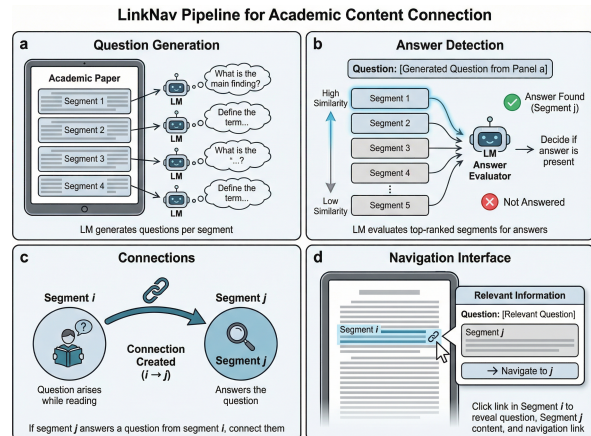 LinkNav Pipeline for Academic Content Connection
a Question Generation
Academic Paper
Segment 1
Segment 2
Segment 3
Segment 4
LM
LM
LM
LM
What is the
main finding?
Define the
term...
What is the
"...?
Define the
term...
LM generates questions per segment
b Answer Detection
Question: [Generated Question from Panel a]
High
Similarity
Low
Similarity
Segment 1
Segment 2
Segment 3
Segment 4
⋮
Segment 5
LM
Answer
Evaluator
Answer Found
(Segment j)
Decide if
answer is
present
Not Answered
LM evaluates top-ranked segments for answers
c Connections
Segment i
?
Question arises
while reading
Connection
Created
(i → j)
Segment j
Segment j
Answers the
question
If segment j answers a question from segment i, connect them
d Navigation Interface
Segment i
Relevant Information
Question: [Relevant Question]
Segment j
→ Navigate to j
Click link in Segment i to
reveal question, Segment j
content, and navigation link